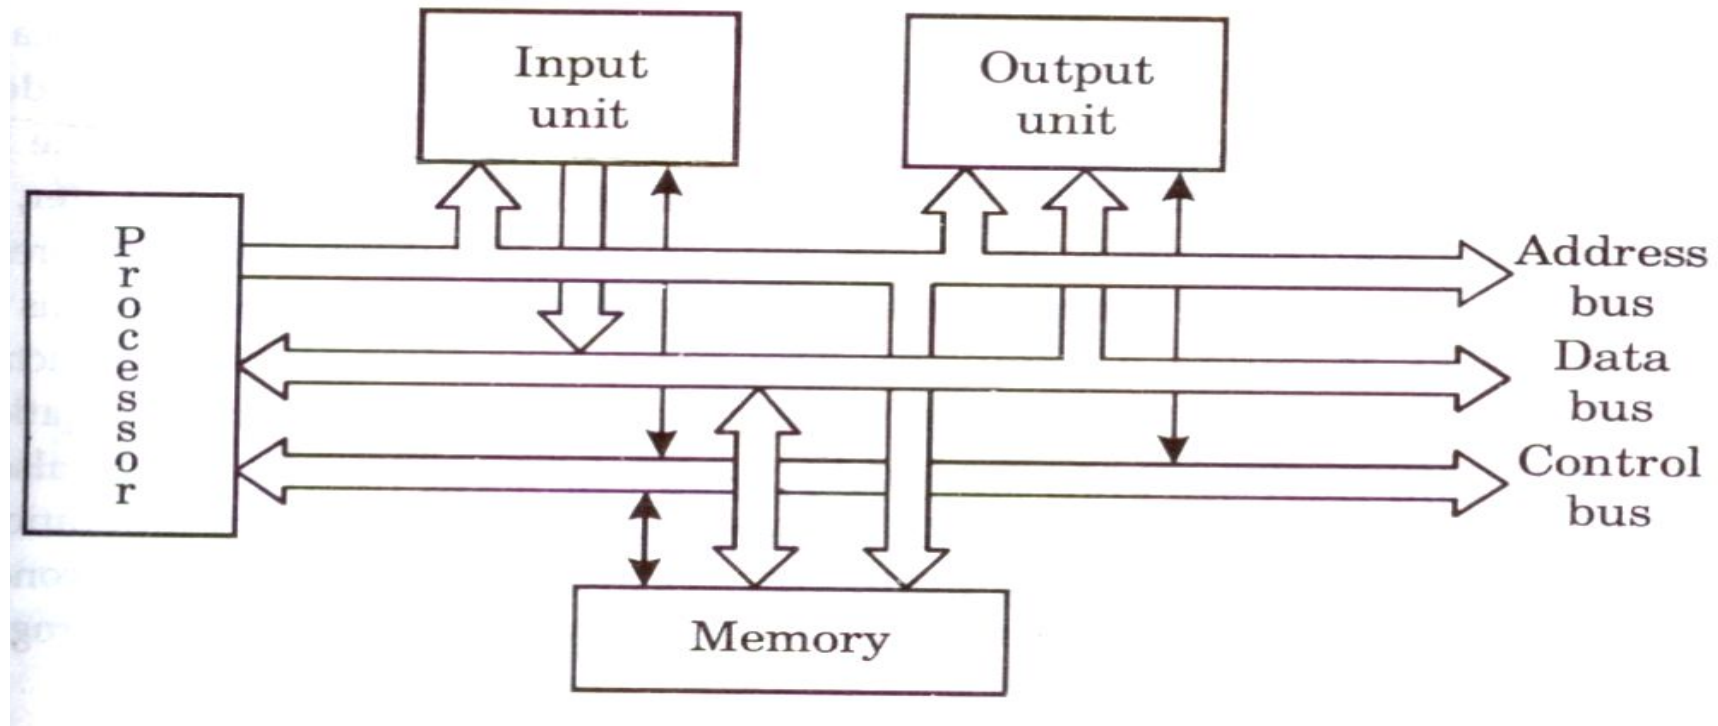 Input
unit
Output
unit
Processor
Address
bus
Data
bus
Control
bus
Memory